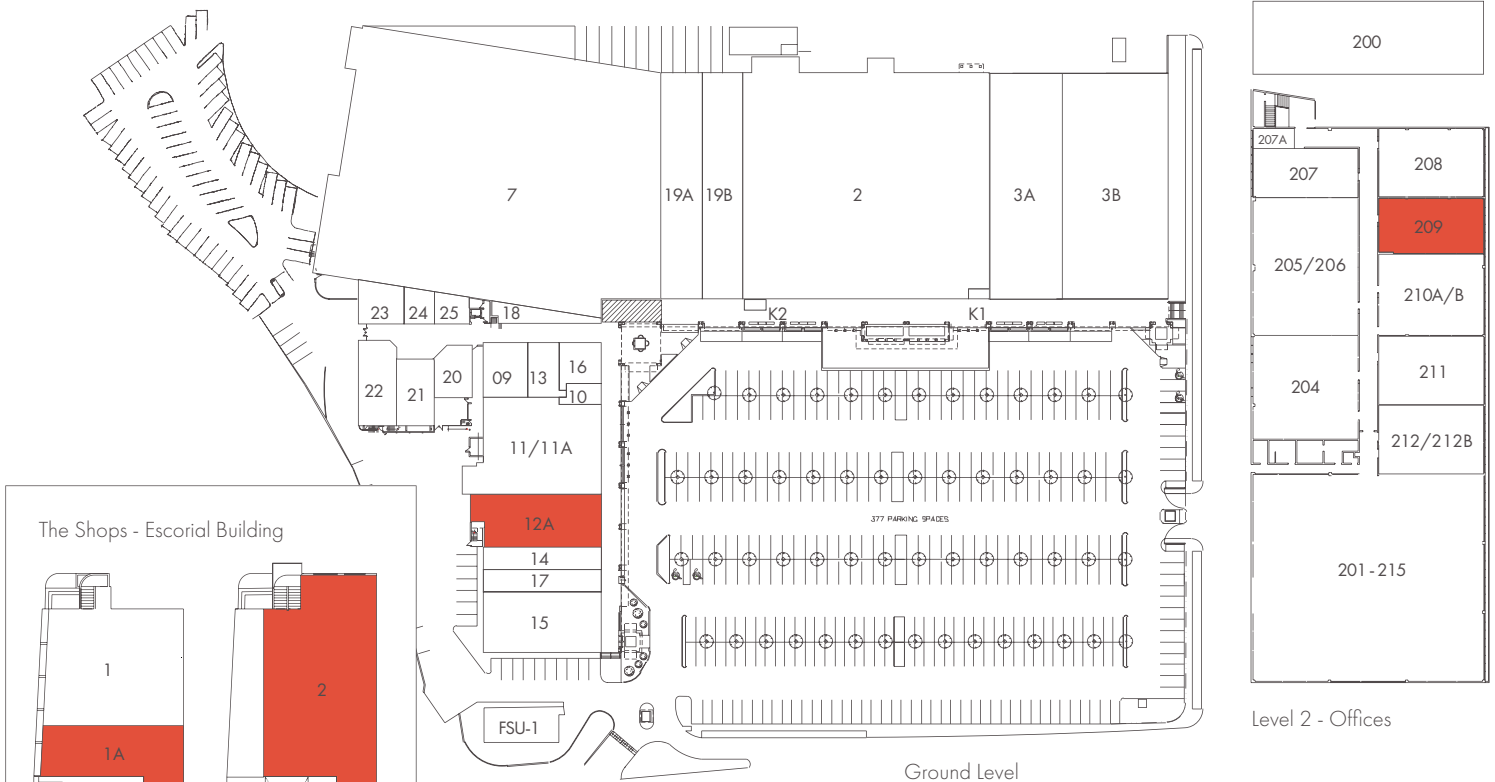 200
207A
207
208
209
205/206
210A/B
204
211
212/212B
201 - 215
Level 2 - Offices
7
19A
19B
2
3A
3B
23
24
25
18
K2
K1
22
21
20
09
13
16
10
11/11A
12A
14
17
15
377 PARKING SPACES
FSU-1
Ground Level
The Shops - Escorial Building
1
2
1A